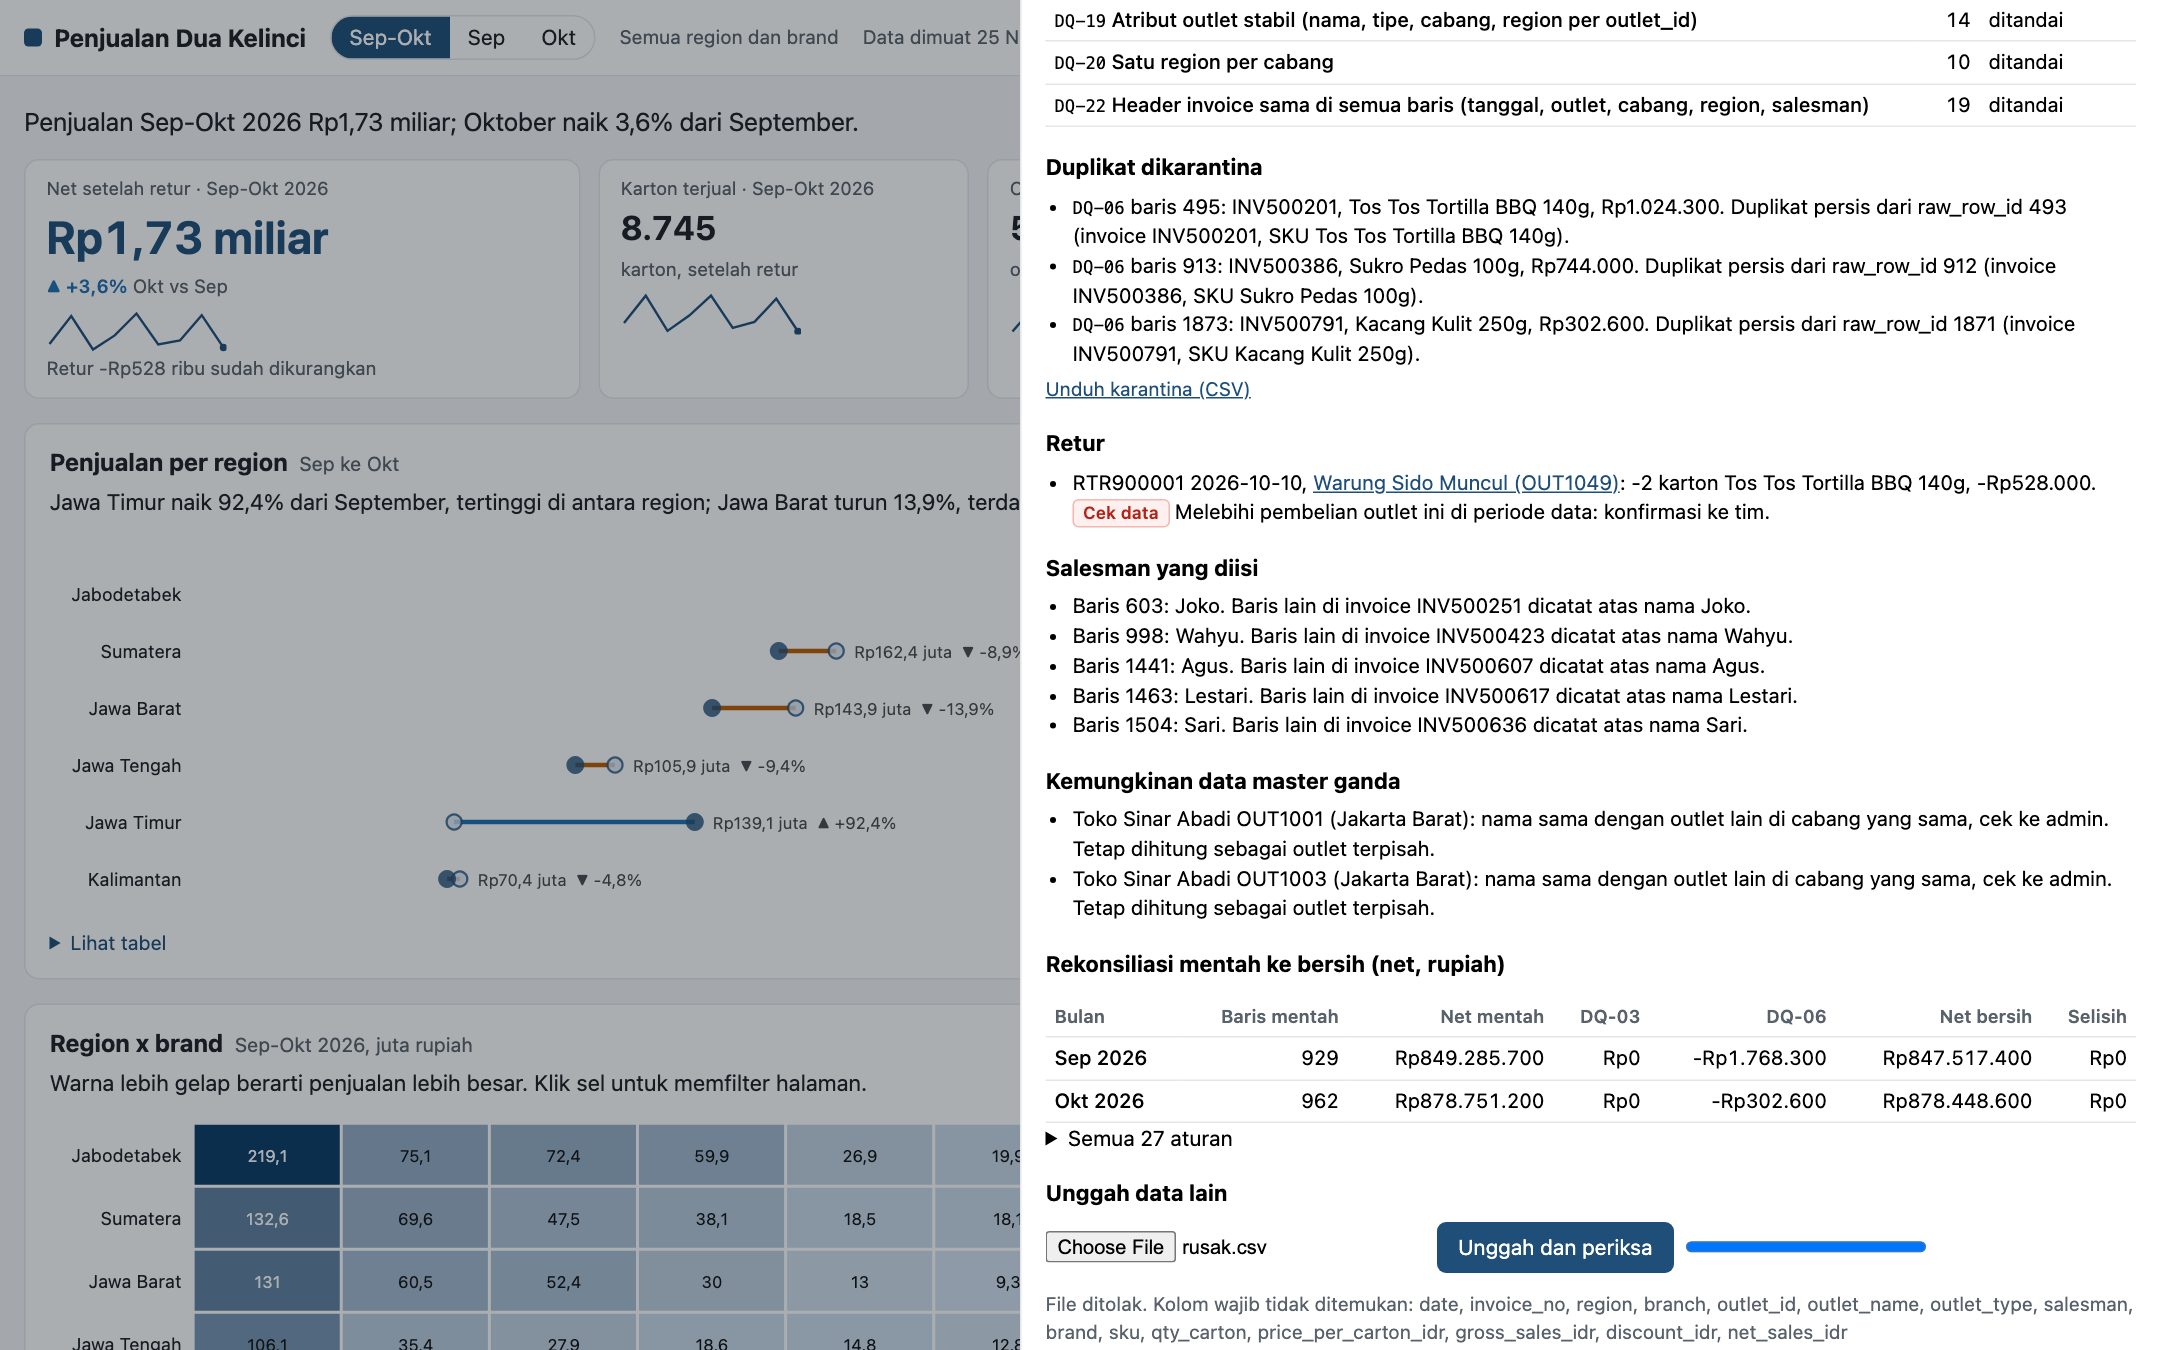 Penjualan Dua Kelinci
Sep-Okt
Sep
Okt
Semua region dan brand
Data dimuat 25 N
Penjualan Sep-Okt 2026 Rp1,73 miliar; Oktober naik 3,6% dari September.
Net setelah retur · Sep-Okt 2026
Rp1,73 miliar
▲ +3,6% Okt vs Sep
Retur -Rp528 ribu sudah dikurangkan
Karton terjual · Sep-Okt 2026
8.745
karton, setelah retur
Penjualan per region Sep ke Okt
Jawa Timur naik 92,4% dari September, tertinggi di antara region; Jawa Barat turun 13,9%, terda
Jabodetabek
Sumatera
Rp162,4 juta ▼ -8,9%
Jawa Barat
Rp143,9 juta ▼ -13,9%
Jawa Tengah
Rp105,9 juta ▼ -9,4%
Jawa Timur
Rp139,1 juta ▲ +92,4%
Kalimantan
Rp70,4 juta ▼ -4,8%
▶ Lihat tabel
Region x brand Sep-Okt 2026, juta rupiah
Warna lebih gelap berarti penjualan lebih besar. Klik sel untuk memfilter halaman.
Jabodetabek 219,1 75,1 72,4 59,9 26,9 19,9
Sumatera 132,6 69,6 47,5 38,1 18,5 18,1
Jawa Barat 131 60,5 52,4 30 13 9,3
Jawa Tengah 106,1 35,4 27,9 18,6 14,8 12,8
DQ-19 Atribut outlet stabil (nama, tipe, cabang, region per outlet_id) 14 ditandai
DQ-20 Satu region per cabang 10 ditandai
DQ-22 Header invoice sama di semua baris (tanggal, outlet, cabang, region, salesman) 19 ditandai
Duplikat dikarantina
• DQ-06 baris 495: INV500201, Tos Tos Tortilla BBQ 140g, Rp1.024.300. Duplikat persis dari raw_row_id 493
(invoice INV500201, SKU Tos Tos Tortilla BBQ 140g).
• DQ-06 baris 913: INV500386, Sukro Pedas 100g, Rp744.000. Duplikat persis dari raw_row_id 912 (invoice
INV500386, SKU Sukro Pedas 100g).
• DQ-06 baris 1873: INV500791, Kacang Kulit 250g, Rp302.600. Duplikat persis dari raw_row_id 1871 (invoice
INV500791, SKU Kacang Kulit 250g).
Unduh karantina (CSV)
Retur
• RTR900001 2026-10-10, Warung Sido Muncul (OUT1049): -2 karton Tos Tos Tortilla BBQ 140g, -Rp528.000.
Cek data Melebihi pembelian outlet ini di periode data: konfirmasi ke tim.
Salesman yang diisi
• Baris 603: Joko. Baris lain di invoice INV500251 dicatat atas nama Joko.
• Baris 998: Wahyu. Baris lain di invoice INV500423 dicatat atas nama Wahyu.
• Baris 1441: Agus. Baris lain di invoice INV500607 dicatat atas nama Agus.
• Baris 1463: Lestari. Baris lain di invoice INV500617 dicatat atas nama Lestari.
• Baris 1504: Sari. Baris lain di invoice INV500636 dicatat atas nama Sari.
Kemungkinan data master ganda
• Toko Sinar Abadi OUT1001 (Jakarta Barat): nama sama dengan outlet lain di cabang yang sama, cek ke admin.
Tetap dihitung sebagai outlet terpisah.
• Toko Sinar Abadi OUT1003 (Jakarta Barat): nama sama dengan outlet lain di cabang yang sama, cek ke admin.
Tetap dihitung sebagai outlet terpisah.
Rekonsiliasi mentah ke bersih (net, rupiah)
Bulan Baris mentah Net mentah DQ-03 DQ-06 Net bersih Selisih
Sep 2026 929 Rp849.285.700 Rp0 -Rp1.768.300 Rp847.517.400 Rp0
Okt 2026 962 Rp878.751.200 Rp0 -Rp302.600 Rp878.448.600 Rp0
▶ Semua 27 aturan
Unggah data lain
Choose File rusak.csv
Unggah dan periksa
File ditolak. Kolom wajib tidak ditemukan: date, invoice_no, region, branch, outlet_id, outlet_name, outlet_type, salesman,
brand, sku, qty_carton, price_per_carton_idr, gross_sales_idr, discount_idr, net_sales_idr